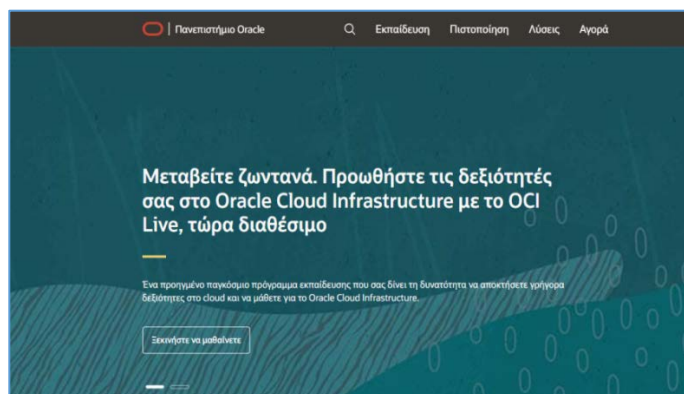 Πανεπιστήμιο Oracle Εκπαίδευση Πιστοποίηση Λύσεις Αγορά
Μεταβείτε ζωντανά. Προωθήστε τις δεξιότητές
σας στο Oracle Cloud Infrastructure με το OCI
Live, τώρα διαθέσιμο
Ένα προηγμένο παγκόσμιο πρόγραμμα εκπαίδευσης που σας δίνει τη δυνατότητα να αποκτήσετε γρήγορα
δεξιότητες στο cloud και να μάθετε για το Oracle Cloud Infrastructure.
Ξεκινήστε να μαθαίνετε